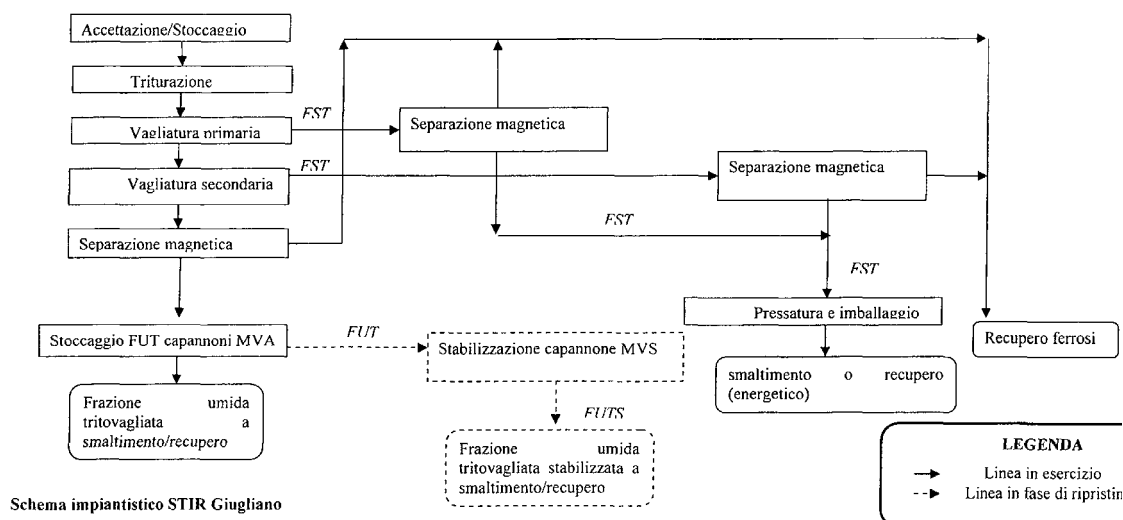 Accettazione/Stoccaggio
Triturazione
Vagliatura primaria
FST
Separazione magnetica
Vagliatura secondaria
FST
Separazione magnetica
Separazione magnetica
FST
FST
Pressatura e imballaggio
Recupero ferrosi
Stoccaggio FUT capannoni MVA
FUT
Stabilizzazione capannone MVS
smaltimento o recupero
(energetico)
Frazione umida
tritovagliata a
smaltimento/recupero
FUTS
Frazione umida
tritovagliata stabilizzata a
smaltimento/recupero
LEGENDA
Linea in esercizio
Linea in fase di ripristin
Schema impiantistico STIR Giugliano